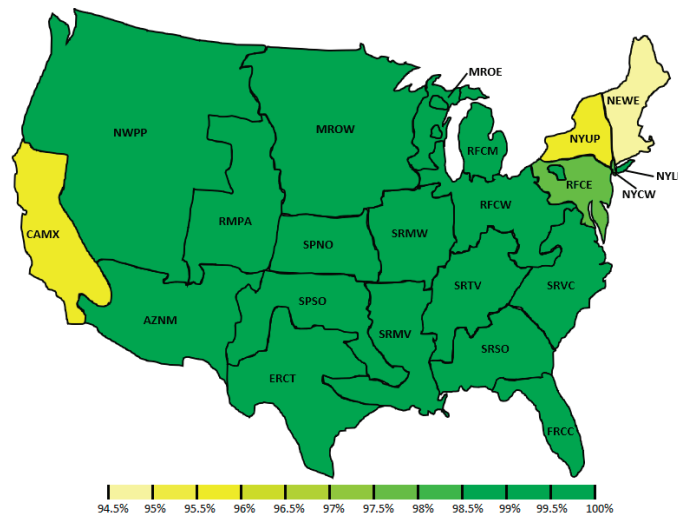 MROE
NEWE
NWPP
MROW
NYUP
RFCM
NYL
RFCE
NYCW
RFCW
RMPA
SRMW
CAMX
SPNO
SRTV
SRVC
SPSO
AZNM
SRMV
SRSO
ERCT
FRCC
94.5% 95% 95.5% 96% 96.5% 97% 97.5% 98% 98.5% 99% 99.5% 100%